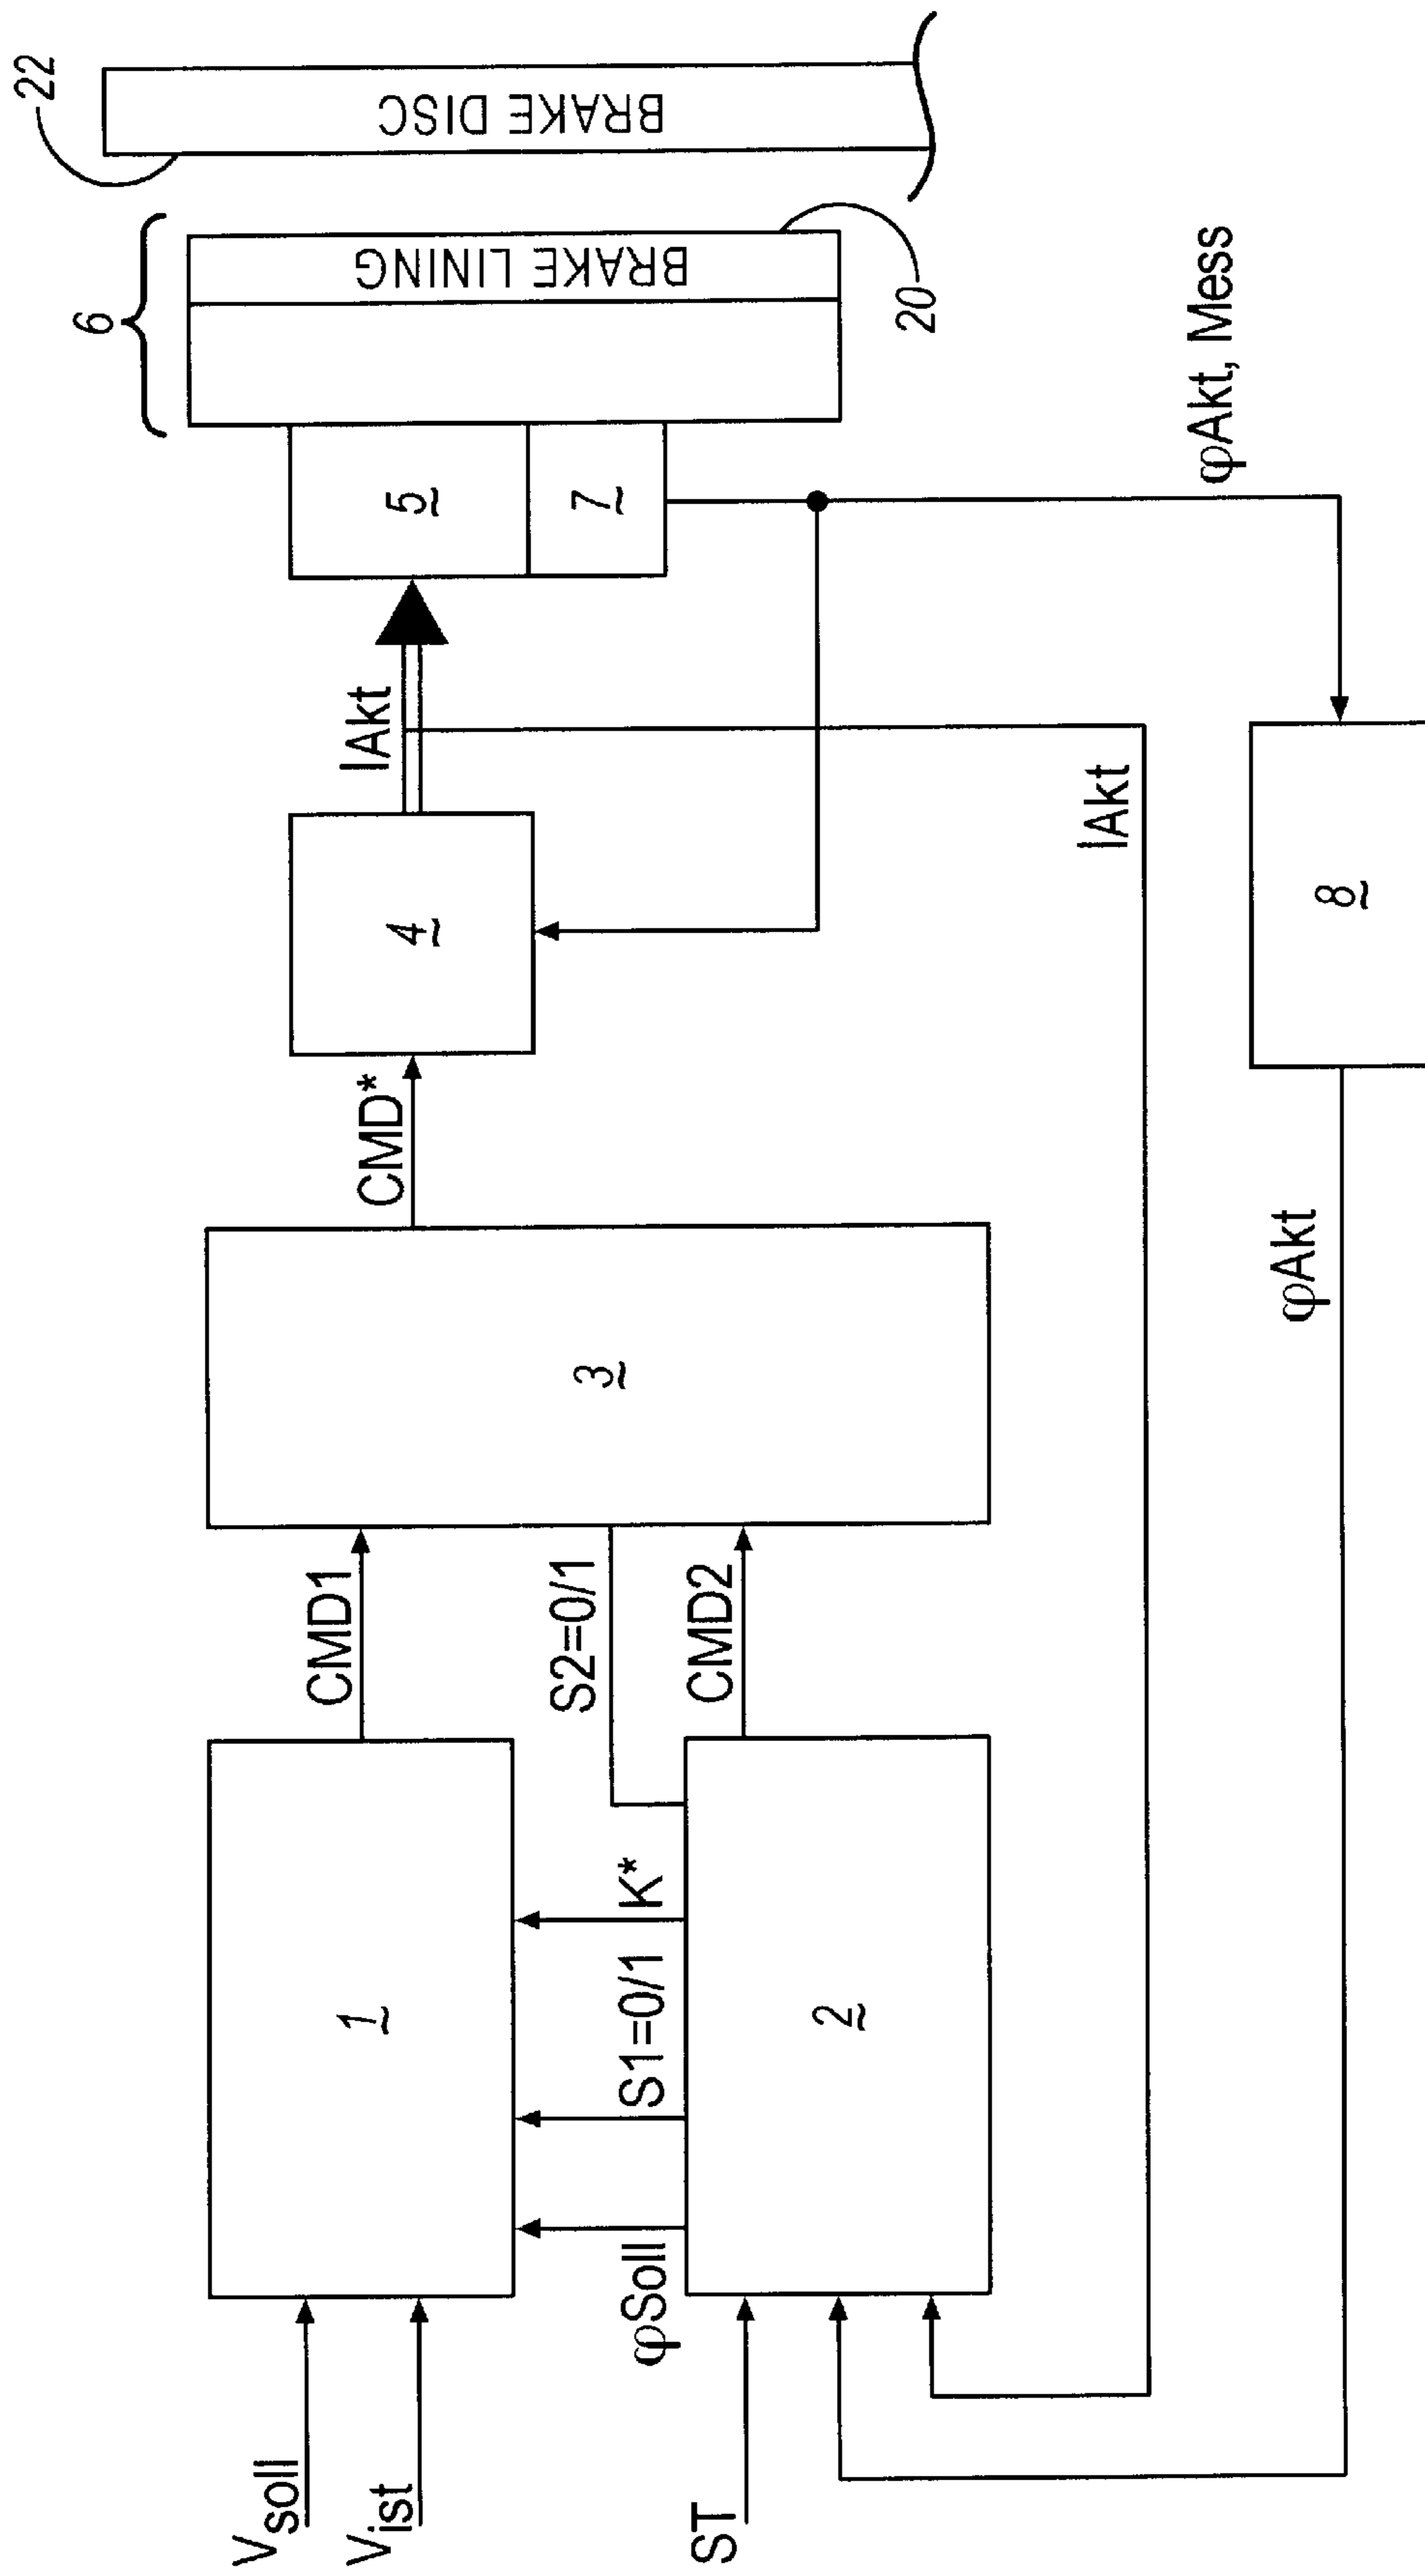 22
BRAKE DISC
6
BRAKE LINING
20
5
7
φAkt, Mess
IAkt
4
IAkt
8
CMD*
φAkt
3
CMD1
S2=0/1
CMD2
K*
S1=0/1
φSoll
1
2
Vsoll
Vist
ST